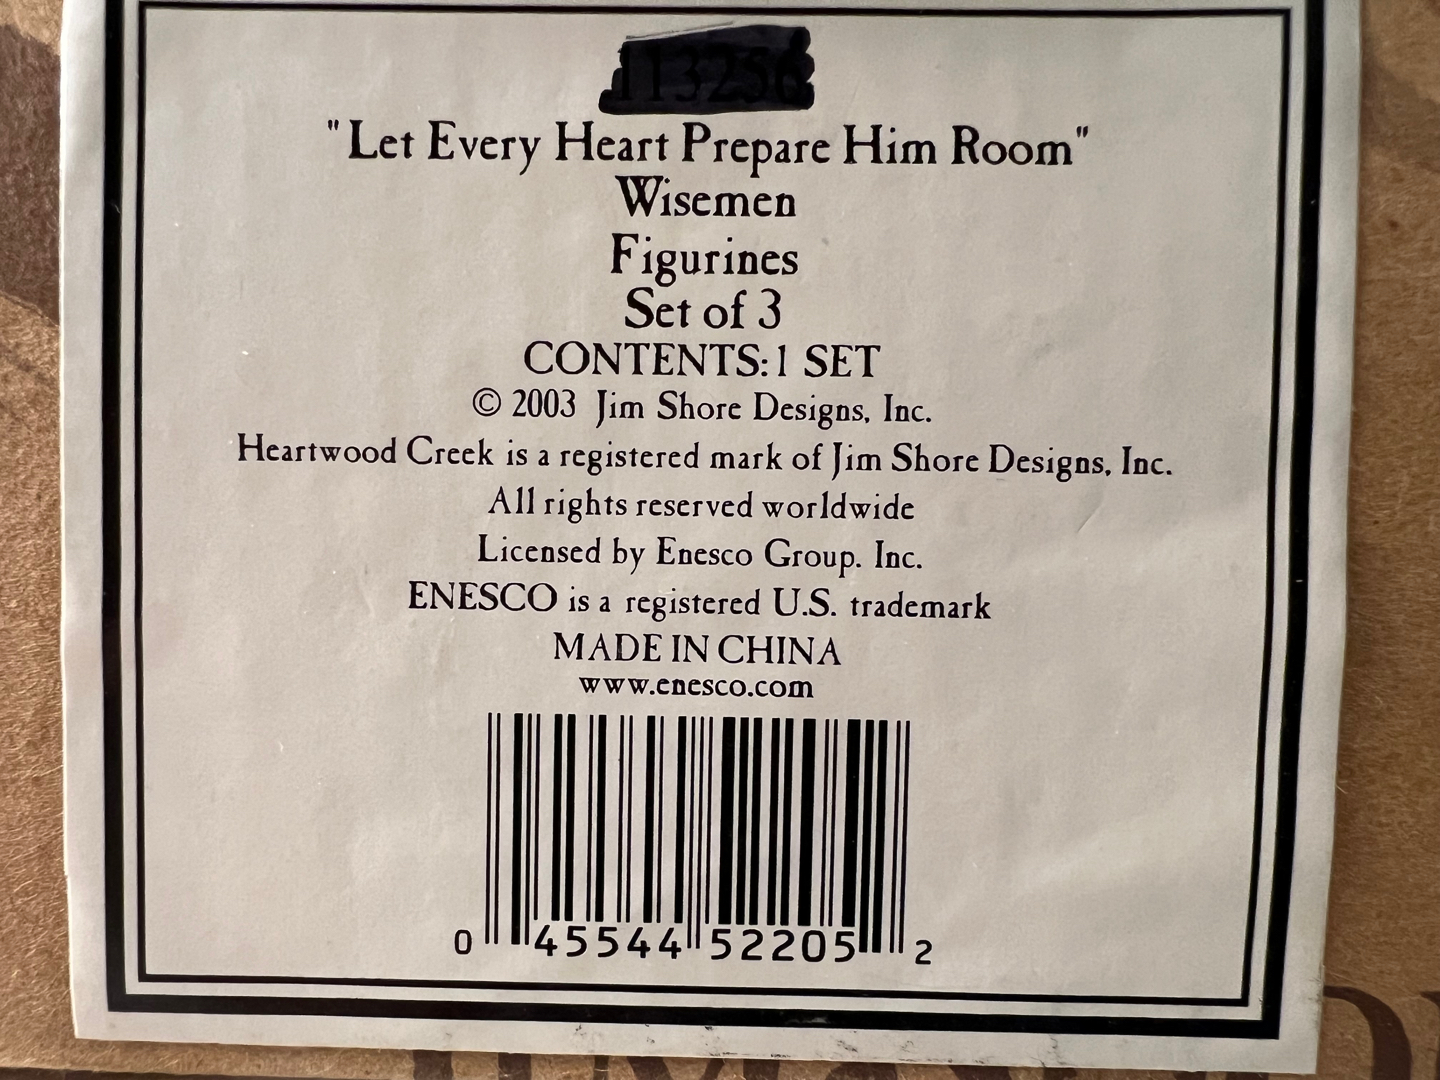 113256
"Let Every Heart Prepare Him Room"
Wisemen
Figurines
Set of 3
CONTENTS: 1 SET
© 2003 Jim Shore Designs, Inc.
Heartwood Creek is a registered mark of Jim Shore Designs, Inc.
All rights reserved worldwide
Licensed by Enesco Group. Inc.
ENESCO is a registered U.S. trademark
MADE IN CHINA
www.enesco.com
0 45544 52205 2